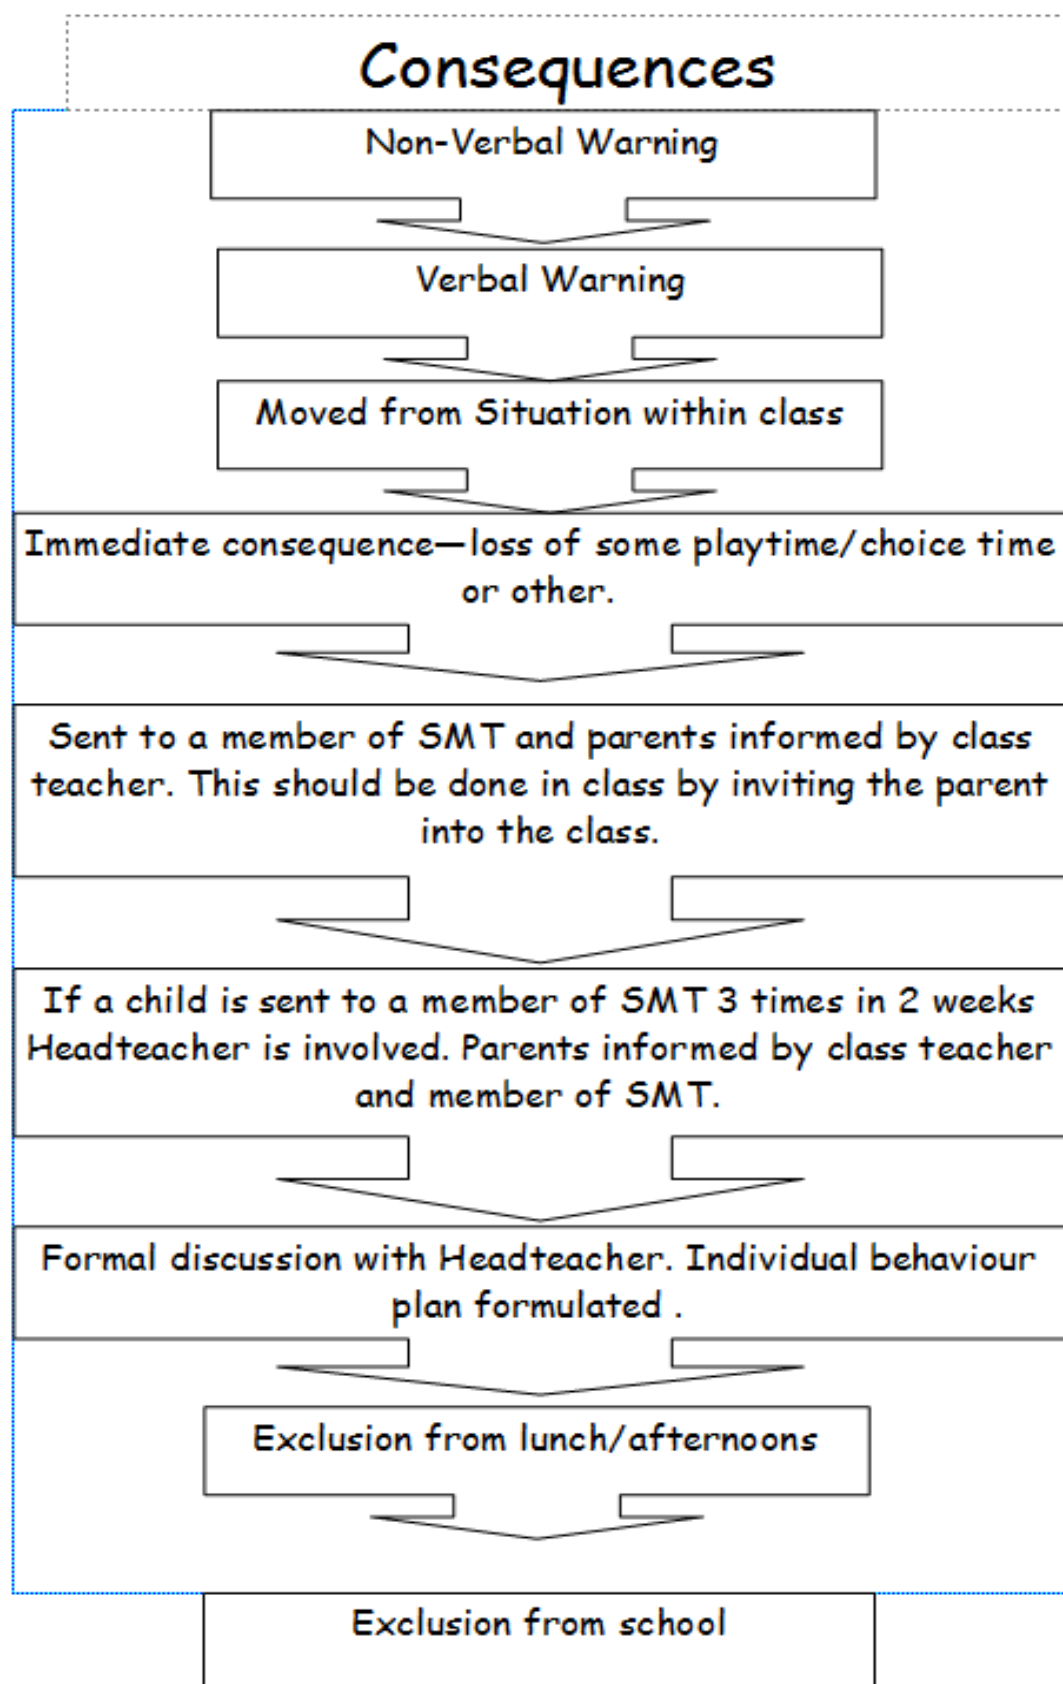 Consequences
Non-Verbal Warning
Verbal Warning
Moved from Situation within class
Immediate consequence—loss of some playtime/choice time
or other.
Sent to a member of SMT and parents informed by class
teacher. This should be done in class by inviting the parent
into the class.
If a child is sent to a member of SMT 3 times in 2 weeks
Headteacher is involved. Parents informed by class teacher
and member of SMT.
Formal discussion with Headteacher. Individual behaviour
plan formulated .
Exclusion from lunch/afternoons
Exclusion from school